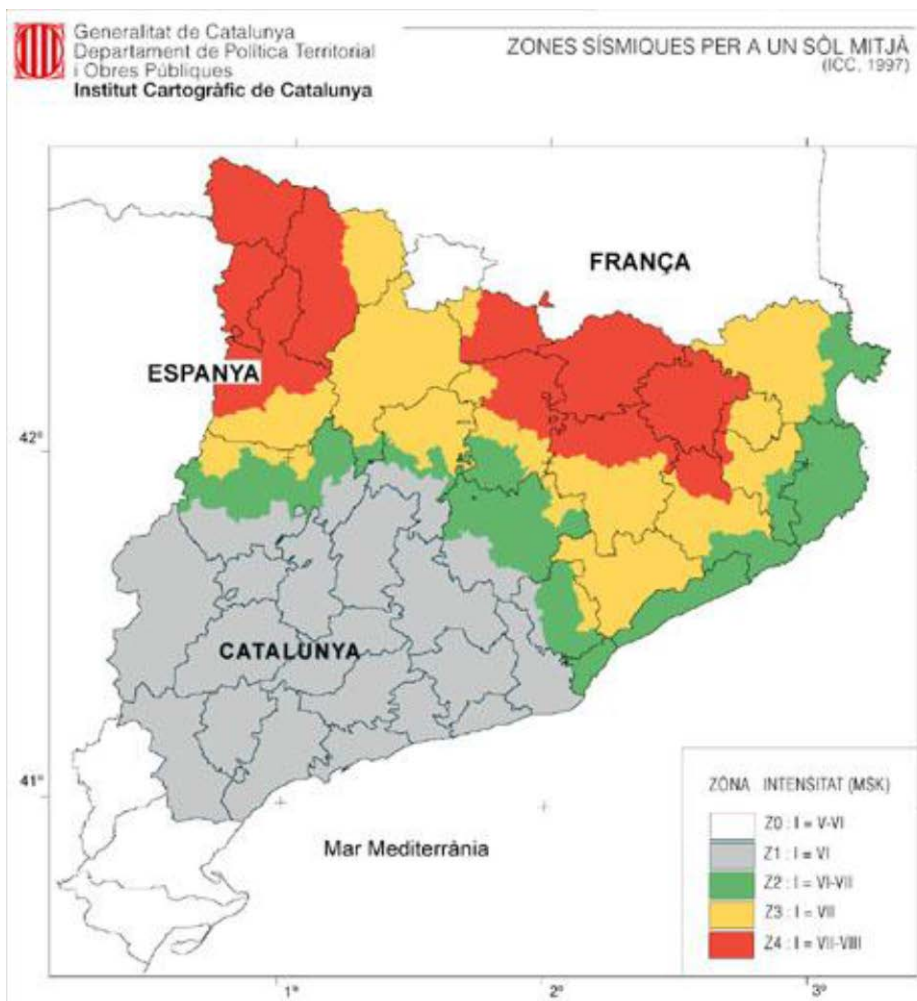 Generalitat de Catalunya
Departament de Política Territorial
i Obres Públiques
Institut Cartogràfic de Catalunya
ZONES SÍSMIQUES PER A UN SÒL MITJÀ
(ICC, 1997)
FRANÇA
ESPANYA
42°
CATALUNYA
41°
Mar Mediterrània
ZONA INTENSITAT (MSK)
Z0 : I = V-VI
Z1 : I = VI
Z2 : I = VI-VII
Z3 : I = VII
Z4 : I = VII-VIII
1° 2° 3°